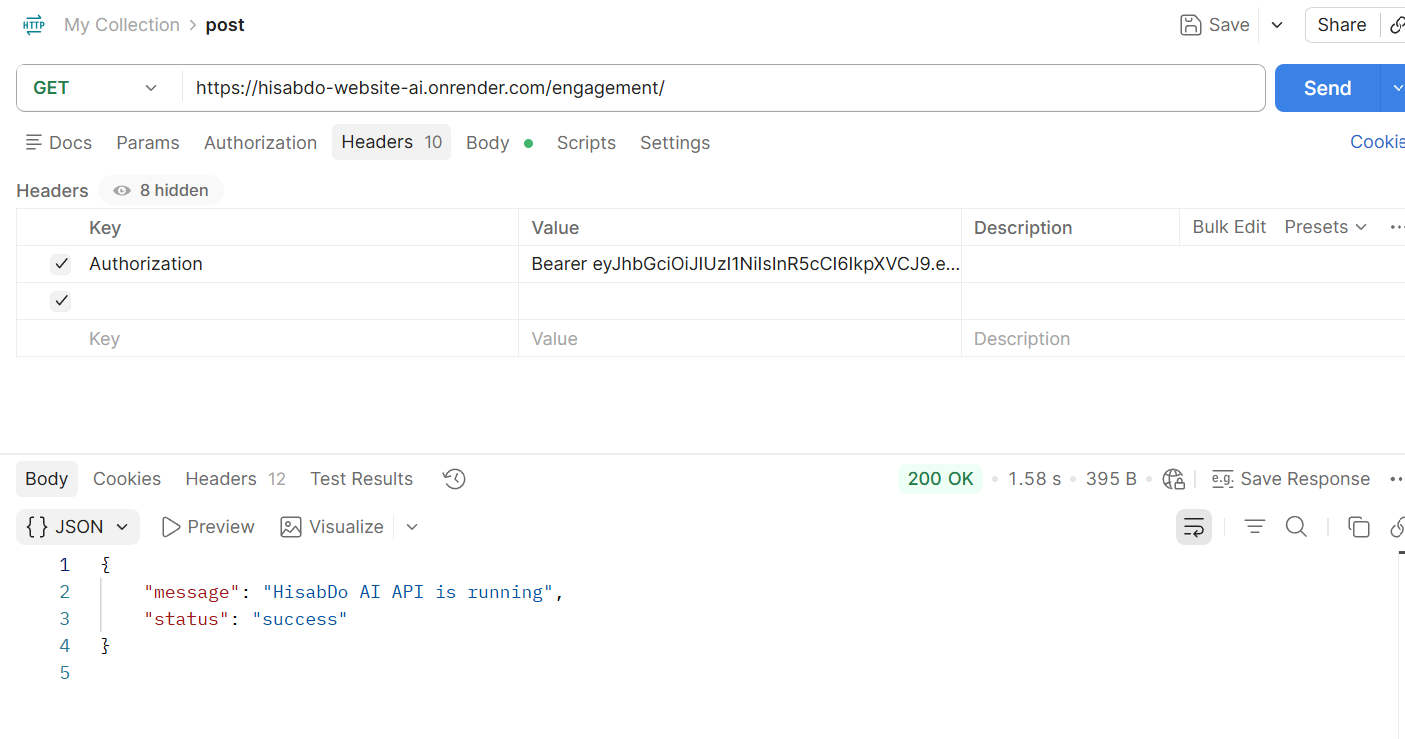 HTTP My Collection > post Save Share
GET https://hisabdo-website-ai.onrender.com/engagement/ Send
Docs Params Authorization Headers 10 Body Scripts Settings Cookie
Headers 8 hidden
Key Value Description Bulk Edit Presets
Authorization Bearer eyJhbGciOiJIUzI1NiIsInR5cCI6IkpXVCJ9.e...
Key Value Description
Body Cookies Headers 12 Test Results 200 OK • 1.58 s • 395 B • e.g. Save Response
{} JSON Preview Visualize
1 {
2 "message": "HisabDo AI API is running",
3 "status": "success"
4 }
5